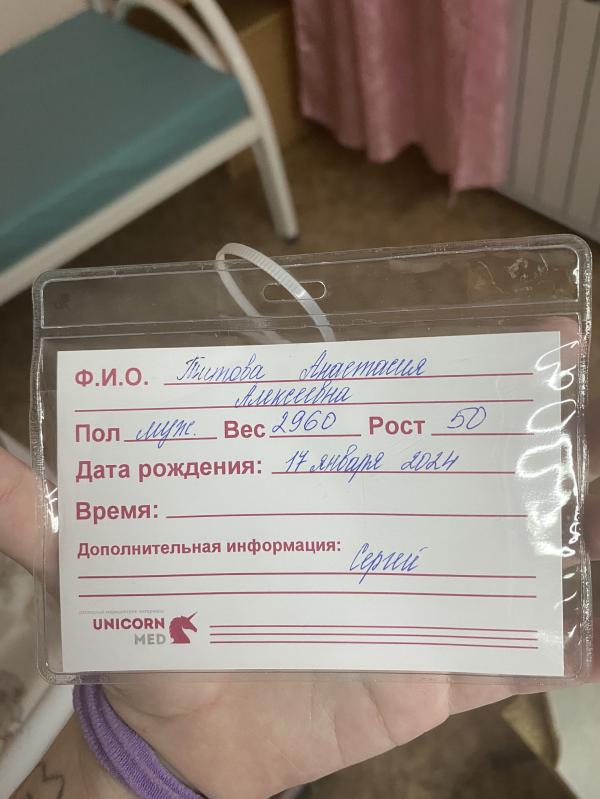 Ф.И.О. Титова Анастасия
Алексеевна
Пол муж. Вес 2960 Рост 50
Дата рождения: 17 января 2024
Время:
Дополнительная информация:
Сергей
UNICORN
MED